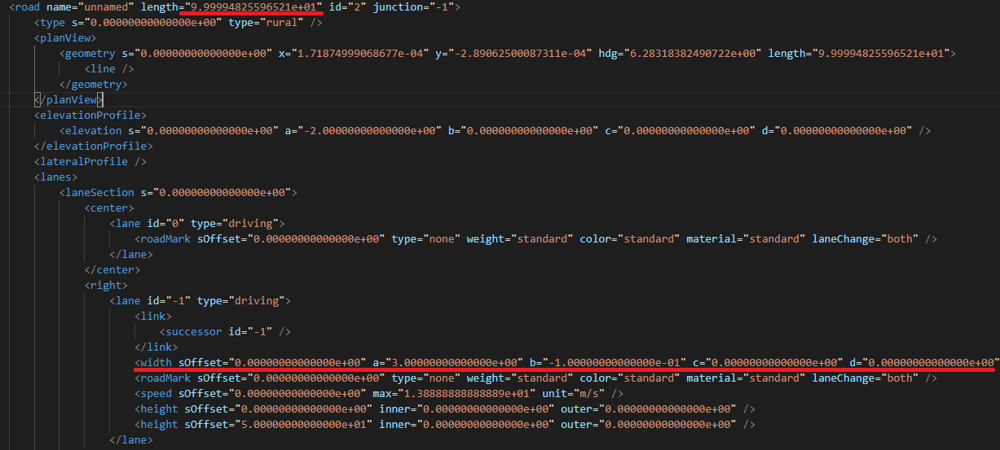 <road name="unnamed" length="9.99994825596521e+01" id="2" junction="-1">
<type s="0.00000000000000e+00" type="rural" />
<planView>
<geometry s="0.00000000000000e+00" x="1.71874999068677e-04" y="-2.89062500087311e-04" hdg="6.28318382490722e+00" length="9.99994825596521e+01">
<line />
</geometry>
</planView>
<elevationProfile>
<elevation s="0.00000000000000e+00" a="-2.00000000000000e+00" b="0.00000000000000e+00" c="0.00000000000000e+00" d="0.00000000000000e+00" />
</elevationProfile>
<lateralProfile />
<lanes>
<laneSection s="0.00000000000000e+00">
<center>
<lane id="0" type="driving">
<roadMark sOffset="0.00000000000000e+00" type="none" weight="standard" color="standard" material="standard" laneChange="both" />
</lane>
</center>
<right>
<lane id="-1" type="driving">
<link>
<successor id="-1" />
</link>
<width sOffset="0.00000000000000e+00" a="3.00000000000000e+00" b="-1.00000000000000e-01" c="0.00000000000000e+00" d="0.00000000000000e+00"
<roadMark sOffset="0.00000000000000e+00" type="none" weight="standard" color="standard" material="standard" laneChange="both" />
<speed sOffset="0.00000000000000e+00" max="1.38888888888889e+01" unit="m/s" />
<height sOffset="0.00000000000000e+00" inner="0.00000000000000e+00" outer="0.00000000000000e+00" />
<height sOffset="5.00000000000000e+01" inner="0.00000000000000e+00" outer="0.00000000000000e+00" />
</lane>